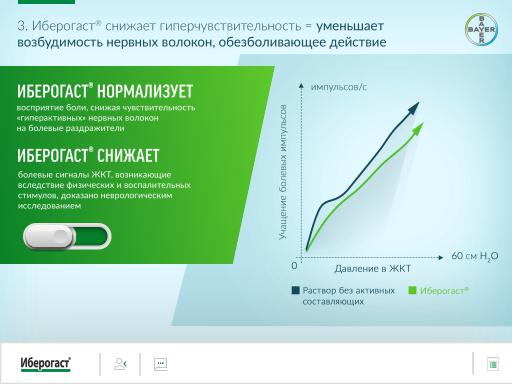 3. Иберогаст® снижает гиперчувствительность = уменьшает
возбудимость нервных волокон, обезболивающее действие
BAYER
BAYER
ИБЕРОГАСТ® НОРМАЛИЗУЕТ
восприятие боли, снижая чувствительность
«гиперактивных» нервных волокон
на болевые раздражители
ИБЕРОГАСТ® СНИЖАЕТ
болевые сигналы ЖКТ, возникающие
вследствие физических и воспалительных
стимулов, доказано неврологическим
исследованием
импульсов/с
Учащение болевых импульсов
0
Давление в ЖКТ
60 см H₂O
Раствор без активных
составляющих
Иберогаст®
Иберогаст®